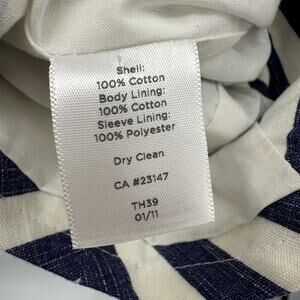 Shell:
100% Cotton
Body Lining:
100% Cotton
Sleeve Lining:
100% Polyester
Dry Clean
CA #23147
TH39
01/11